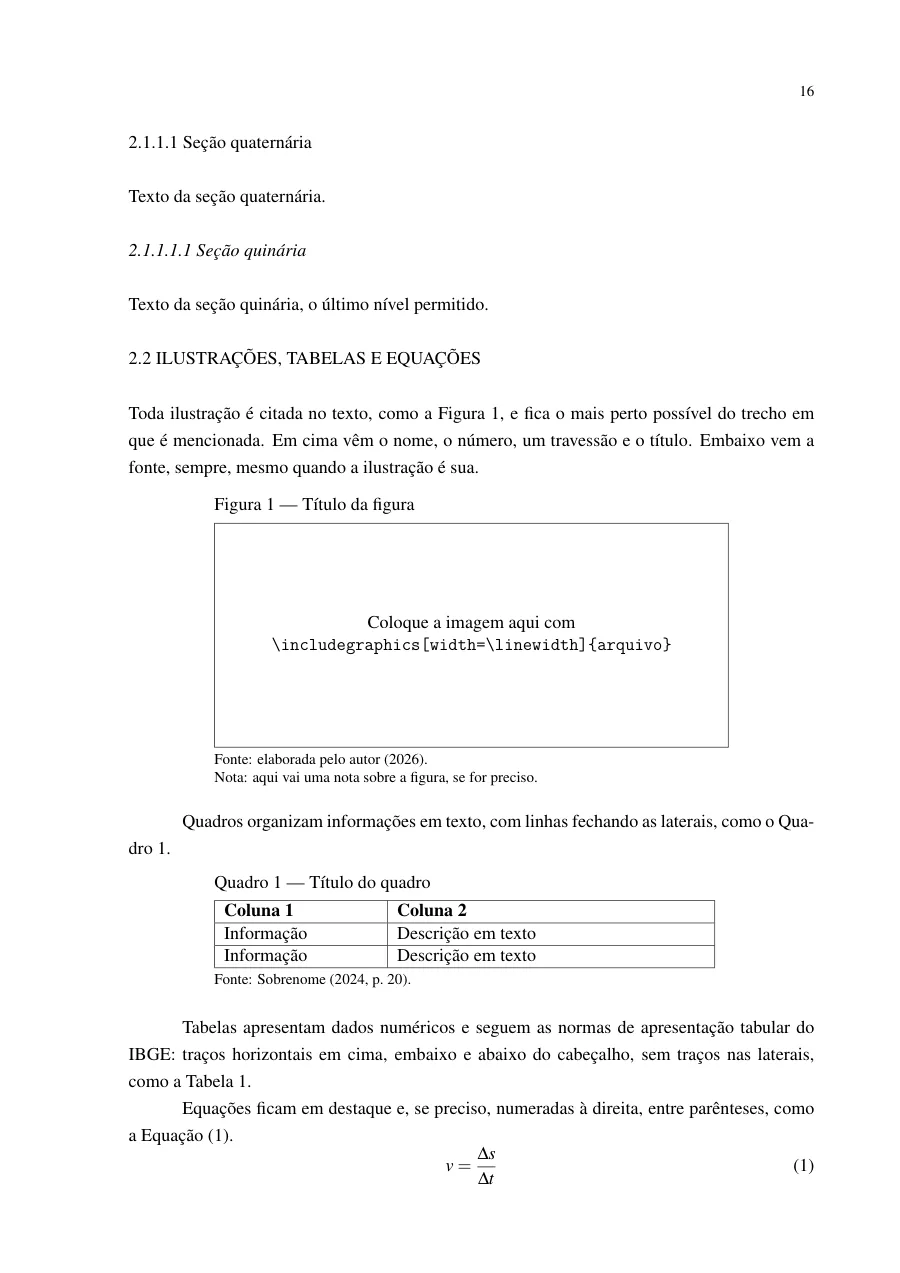 16
2.1.1.1 Seção quaternária
Texto da seção quaternária.
2.1.1.1.1 Seção quinária
Texto da seção quinária, o último nível permitido.
2.2 ILUSTRAÇÕES, TABELAS E EQUAÇÕES
Toda ilustração é citada no texto, como a Figura 1, e fica o mais perto possível do trecho em
que é mencionada. Em cima vêm o nome, o número, um travessão e o título. Embaixo vem a
fonte, sempre, mesmo quando a ilustração é sua.
Figura 1 — Título da figura
Coloque a imagem aqui com
\includegraphics[width=\linewidth]{arquivo}
Fonte: elaborada pelo autor (2026).
Nota: aqui vai uma nota sobre a figura, se for preciso.
Quadros organizam informações em texto, com linhas fechando as laterais, como o Qua-
dro 1.
Quadro 1 — Título do quadro
Coluna 1 Coluna 2
Informação Descrição em texto
Informação Descrição em texto
Fonte: Sobrenome (2024, p. 20).
Tabelas apresentam dados numéricos e seguem as normas de apresentação tabular do
IBGE: traços horizontais em cima, embaixo e abaixo do cabeçalho, sem traços nas laterais,
como a Tabela 1.
Equações ficam em destaque e, se preciso, numeradas à direita, entre parênteses, como
a Equação (1).
v = Δs/Δt (1)